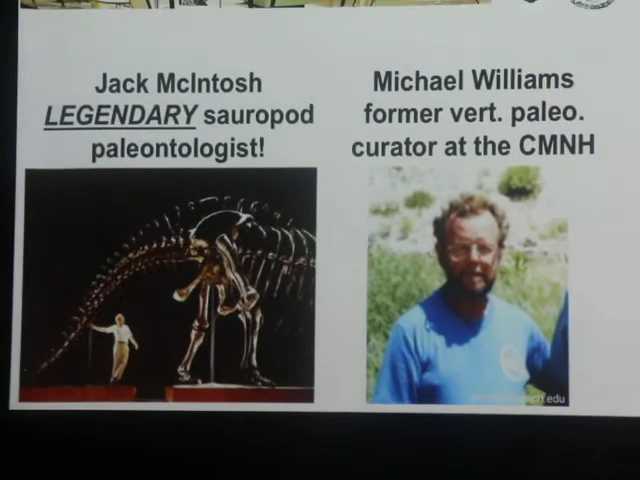 Jack McIntosh
LEGENDARY sauropod
paleontologist!
Michael Williams
former vert. paleo.
curator at the CMNH